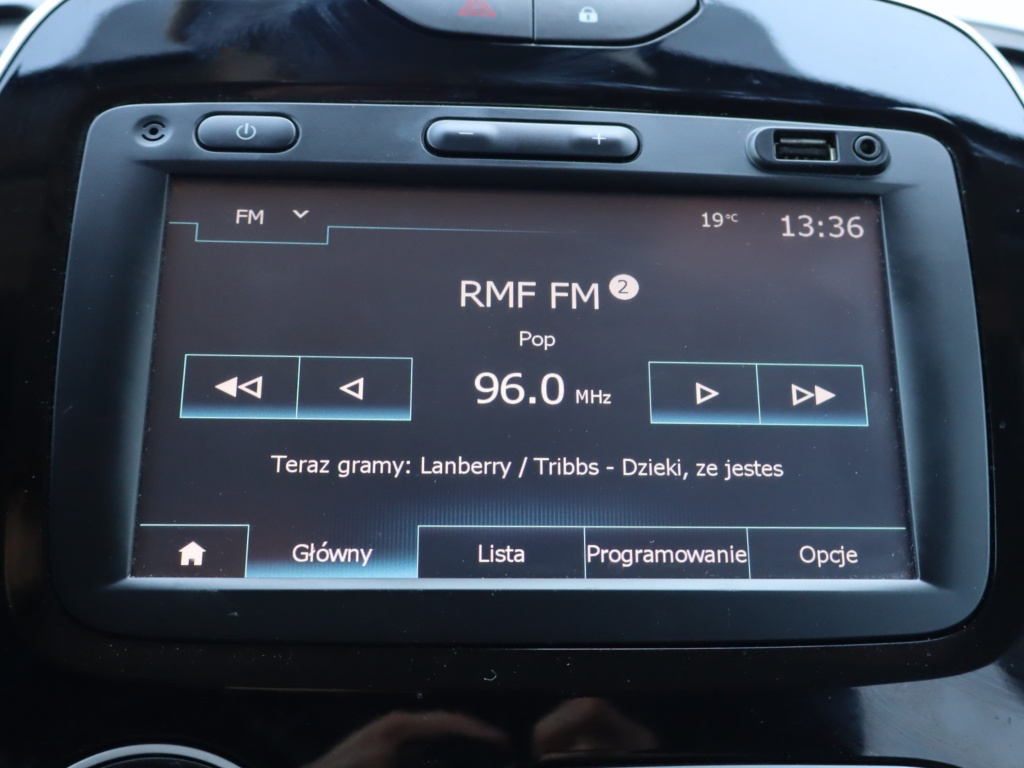 FM 19°C 13:36
RMF FM 2
Pop
96.0 MHz
Teraz gramy: Lanberry / Tribbs - Dzieki, ze jestes
Główny Lista Programowanie Opcje